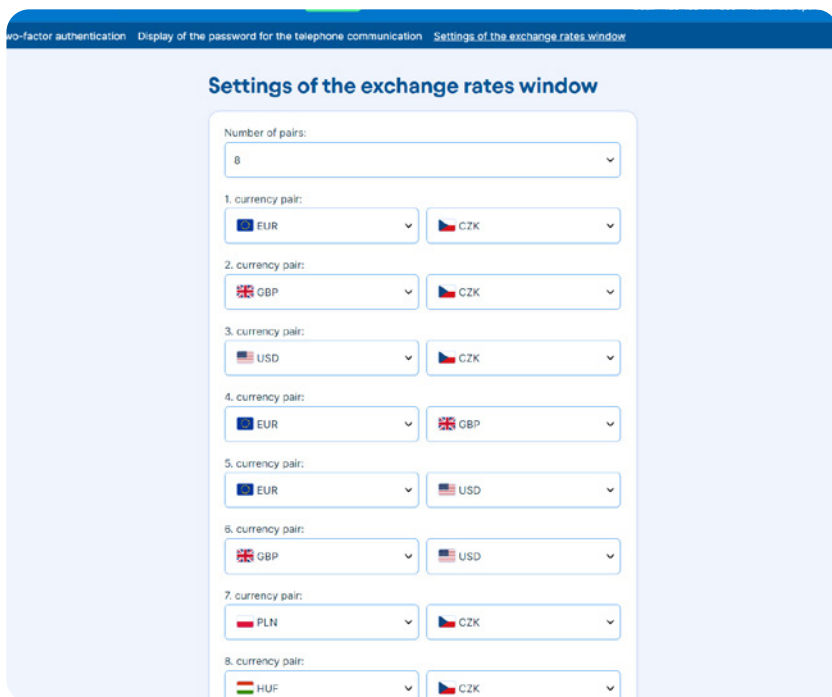 wo-factor authentication Display of the password for the telephone communication Settings of the exchange rates window
Settings of the exchange rates window
Number of pairs:
8
1. currency pair:
EUR CZK
2. currency pair:
GBP CZK
3. currency pair:
USD CZK
4. currency pair:
EUR GBP
5. currency pair:
EUR USD
6. currency pair:
GBP USD
7. currency pair:
PLN CZK
8. currency pair:
HUF CZK